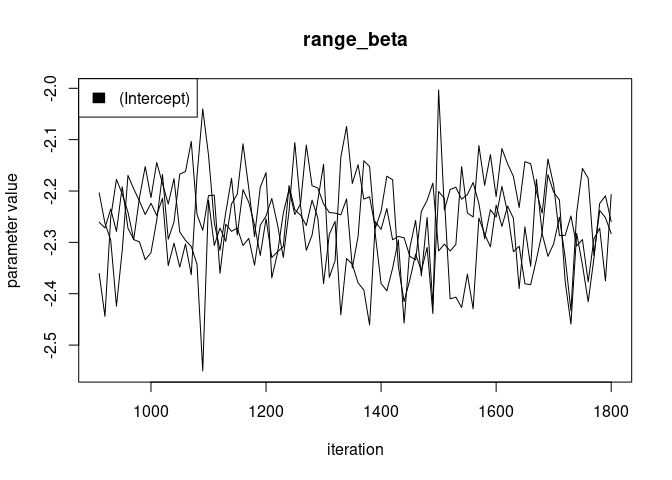 range_beta
(Intercept)
parameter value
-2.0
-2.1
-2.2
-2.3
-2.4
-2.5
1000
1200
1400
1600
1800
iteration